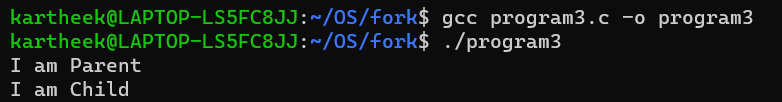 kartheek@LAPTOP-LS5FC8JJ:~/OS/fork$ gcc program3.c -o program3
kartheek@LAPTOP-LS5FC8JJ:~/OS/fork$ ./program3
I am Parent
I am Child